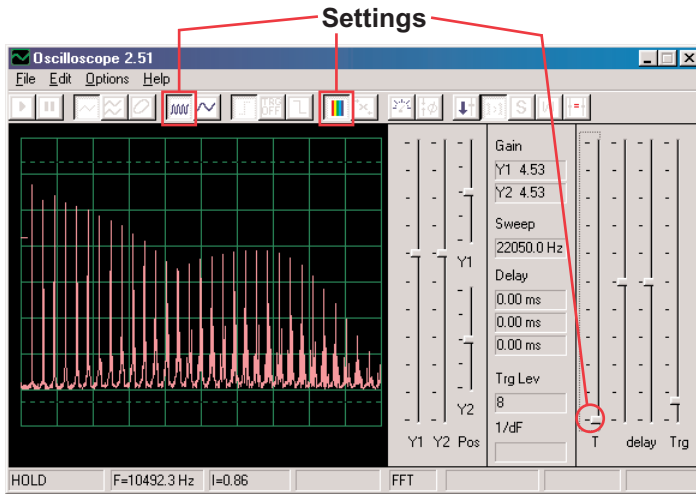 Settings
Oscilloscope 2.51
File Edit Options Help
TRG OFF
S
Gain
Y1 4.53
Y2 4.53
Sweep
22050.0 Hz
Delay
0.00 ms
0.00 ms
0.00 ms
Trg Lev
8
1/dF
Y1
Y2
Y1 Y2 Pos
T delay Trg
HOLD F=10492.3 Hz I=0.86 FFT